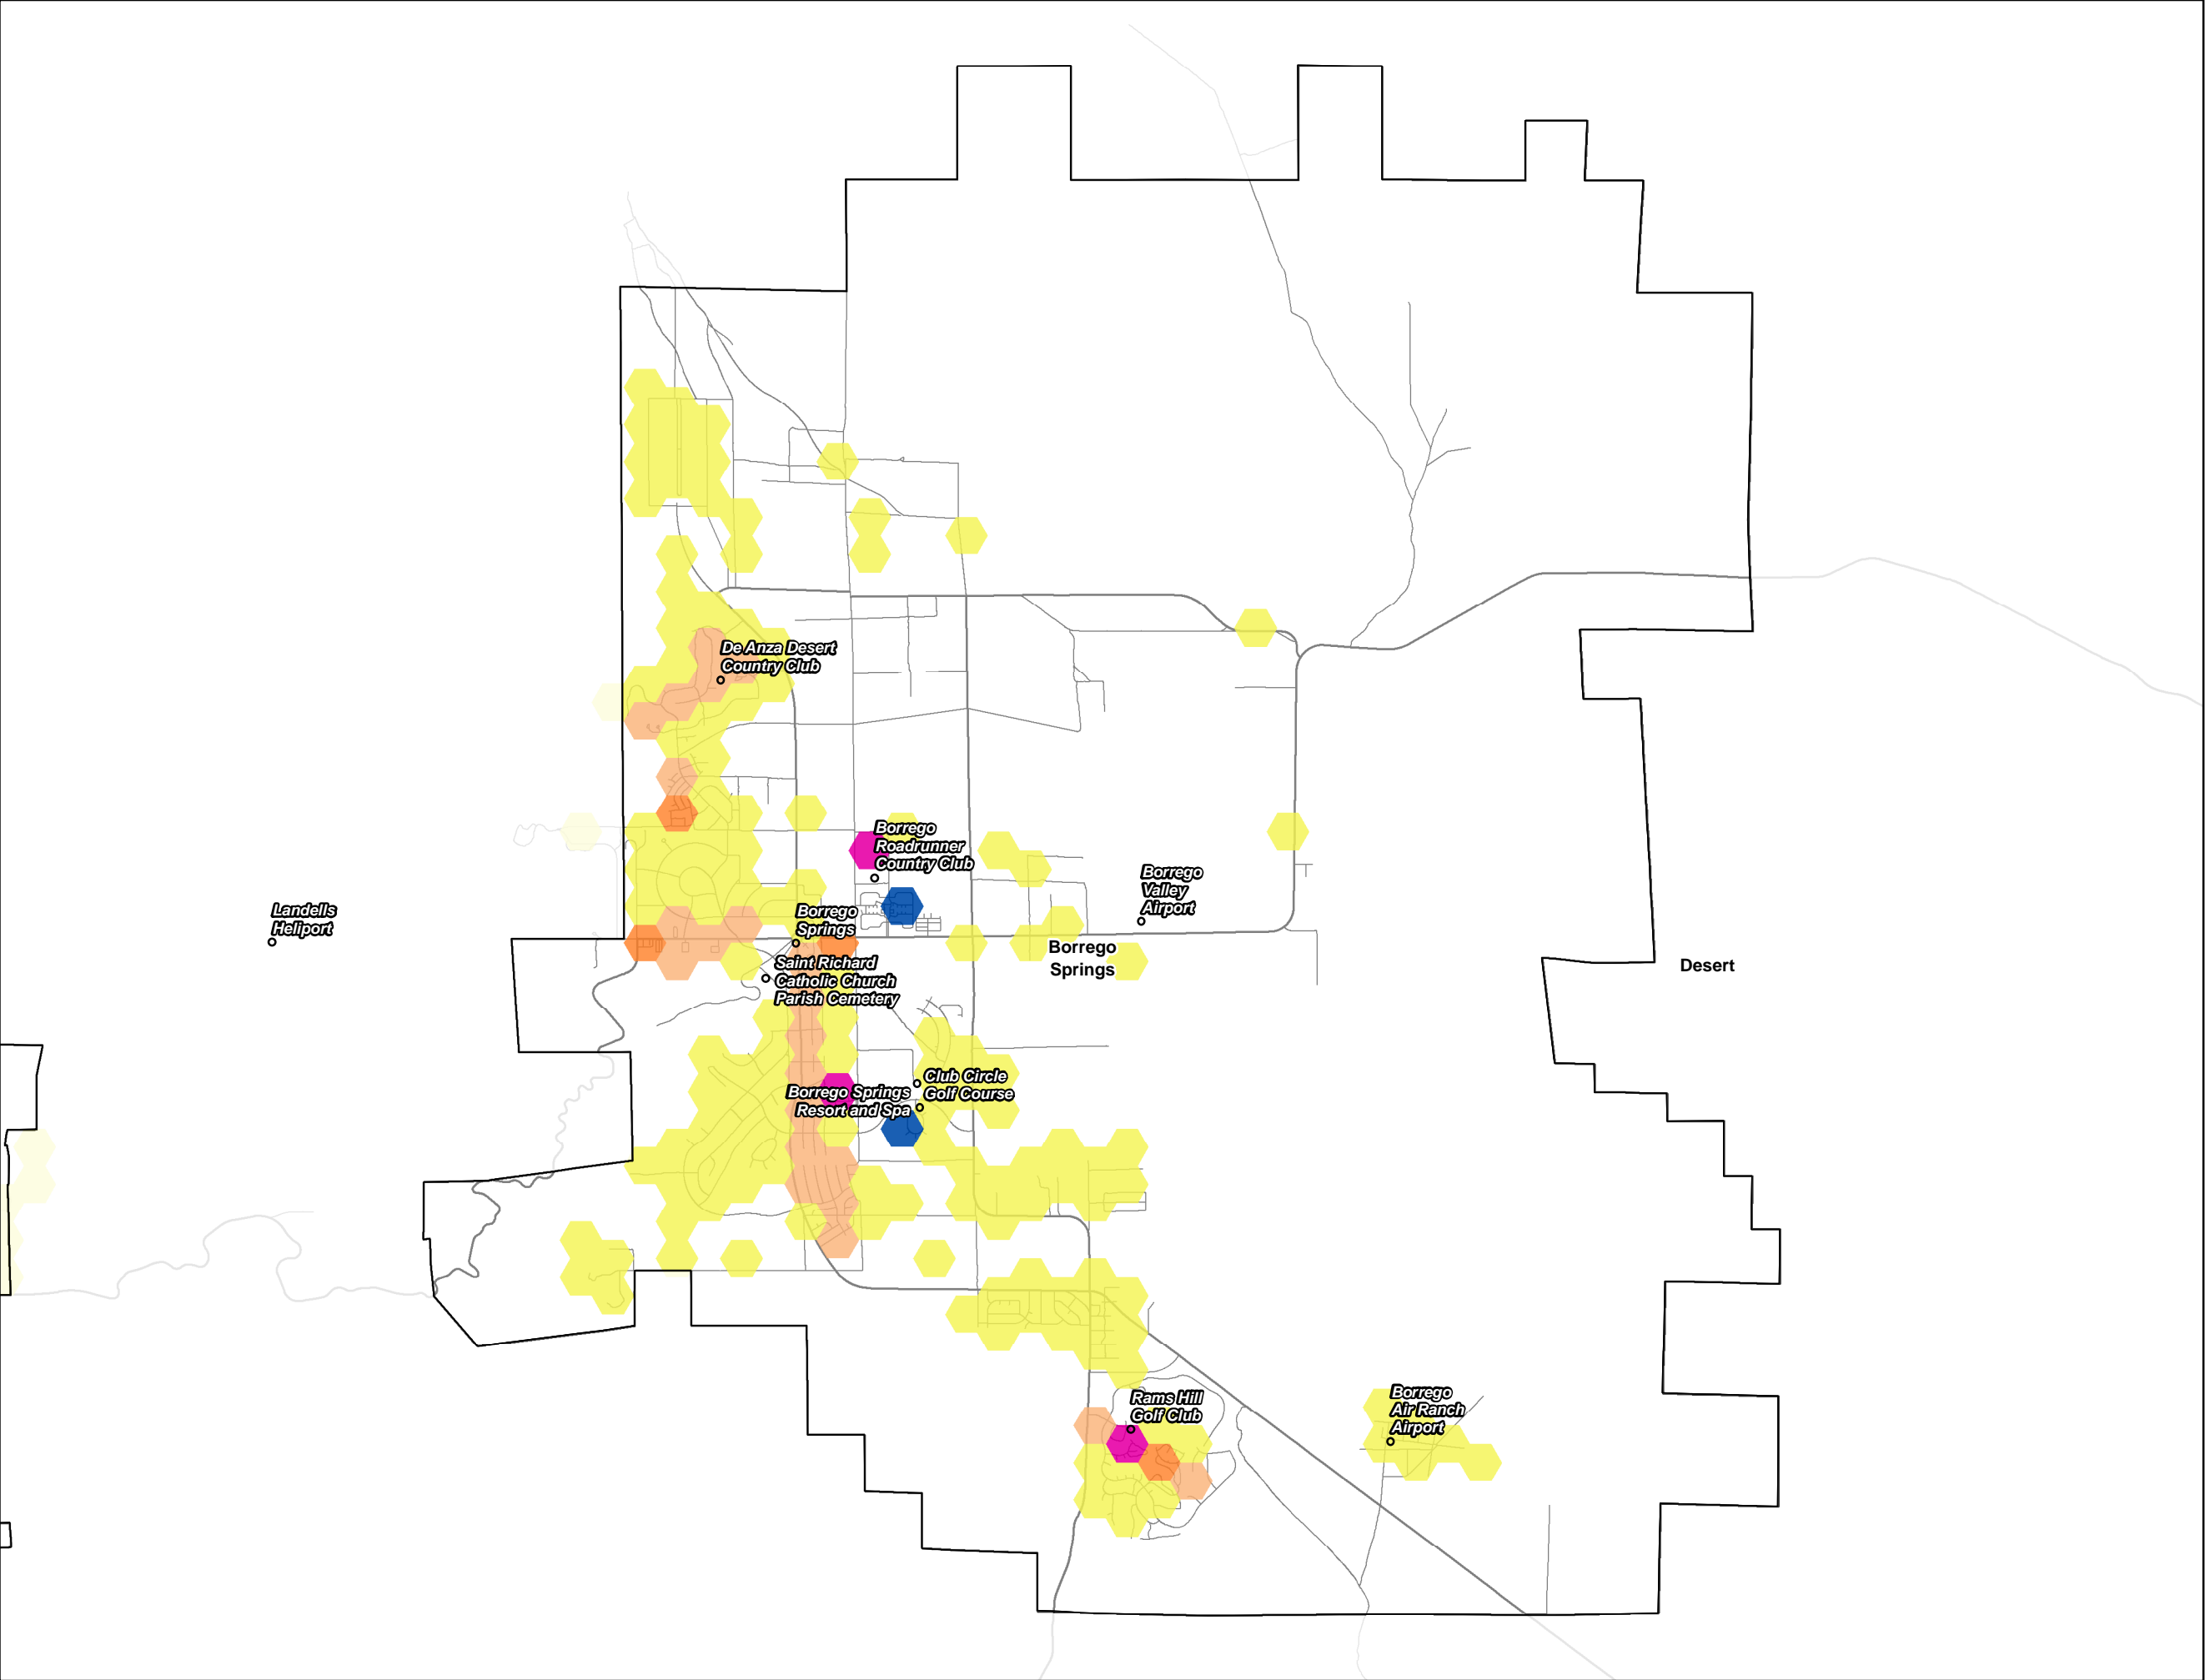 De Anza Desert
Country Club
Borrego
Roadrunner
Country Club
Borrego
Valley
Airport
Landells
Heliport
Borrego
Springs
Borrego
Springs
Desert
Saint Richard
Catholic Church
Parish Cemetery
Club Circle
Golf Course
Borrego Springs
Resort and Spa
Rams Hill
Golf Club
Borrego
Air Ranch
Airport